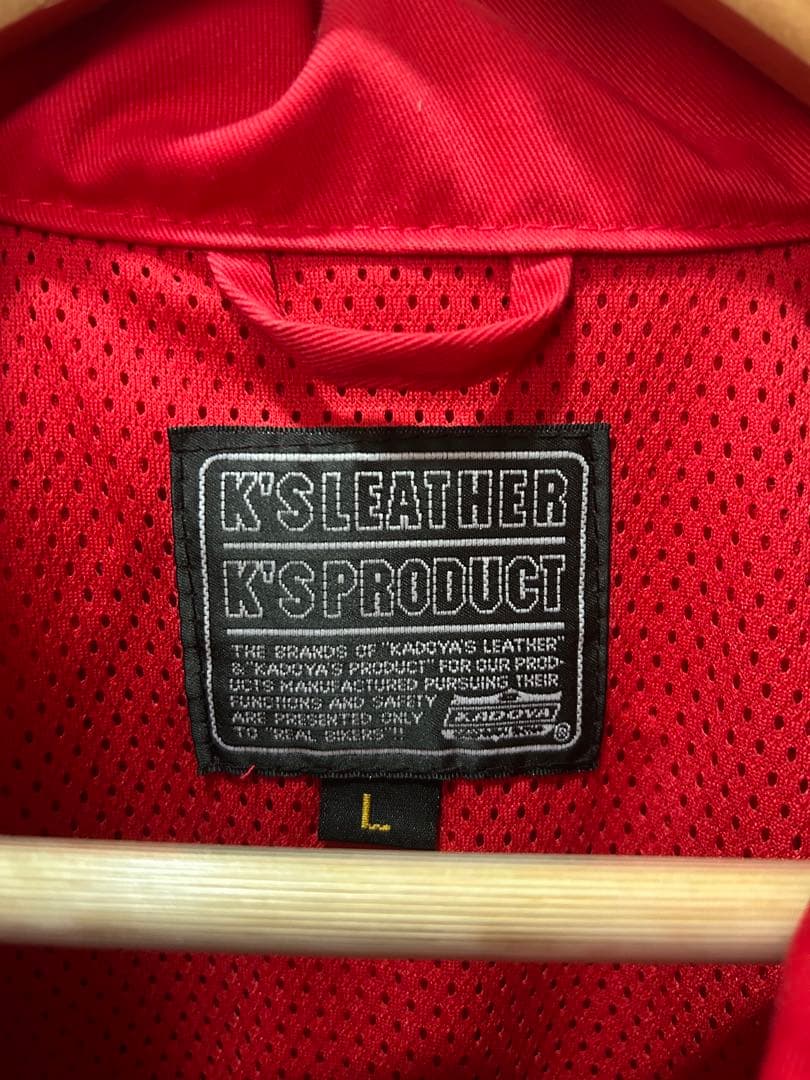 K'S LEATHER
K'S PRODUCT
THE BRANDS OF "KADOYA'S LEATHER"
& "KADOYA'S PRODUCT" FOR OUR PROD-
UCTS MANUFACTURED PURSUING THEIR
FUNCTIONS AND SAFETY
ARE PRESENTED ONLY
TO "REAL BIKERS"!!
KADOYA
®
L